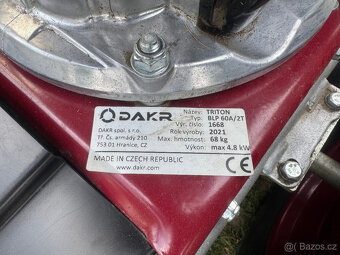 DAKR
DAKR spol. s r.o.
Tř. Čs. armády 210
753 01 Hranice, CZ
Název: TRITON
Typ: BLP 60A/2T
Výr. číslo: 1668
Rok výroby: 2021
Max. hmotnost: 68 kg
Výkon: max 4.8 kW
MADE IN CZECH REPUBLIC
www.dakr.com
CE
Bazoš.cz